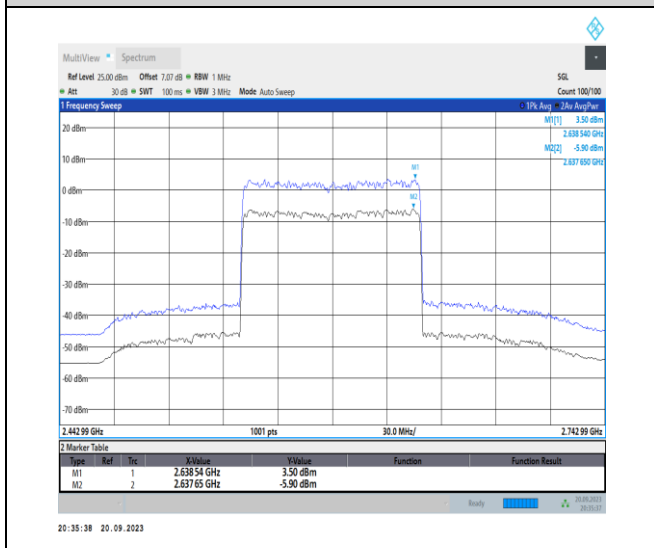 MultiView Spectrum
Ref Level 25.00 dBm Offset 7.07 dB RBW 1 MHz SGL
Att 30 dB SWT 100 ms VBW 3 MHz Mode Auto Sweep Count 100/100
1 Frequency Sweep 1Pk Avg 2Av AvgPwr
M1[1] 3.50 dBm
2.638 540 GHz
M2[2] -5.90 dBm
2.637 650 GHz
20 dBm
10 dBm
M1
0 dBm
M2
-10 dBm
-20 dBm
-30 dBm
-40 dBm
-50 dBm
-60 dBm
-70 dBm
2.442 99 GHz 1001 pts 30.0 MHz/ 2.742 99 GHz
2 Marker Table
Type Ref Trc X-Value Y-Value Function Function Result
M1 1 2.63854 GHz 3.50 dBm
M2 2 2.63765 GHz -5.90 dBm
Ready 20.09.2023
20:35:37
20:35:38 20.09.2023